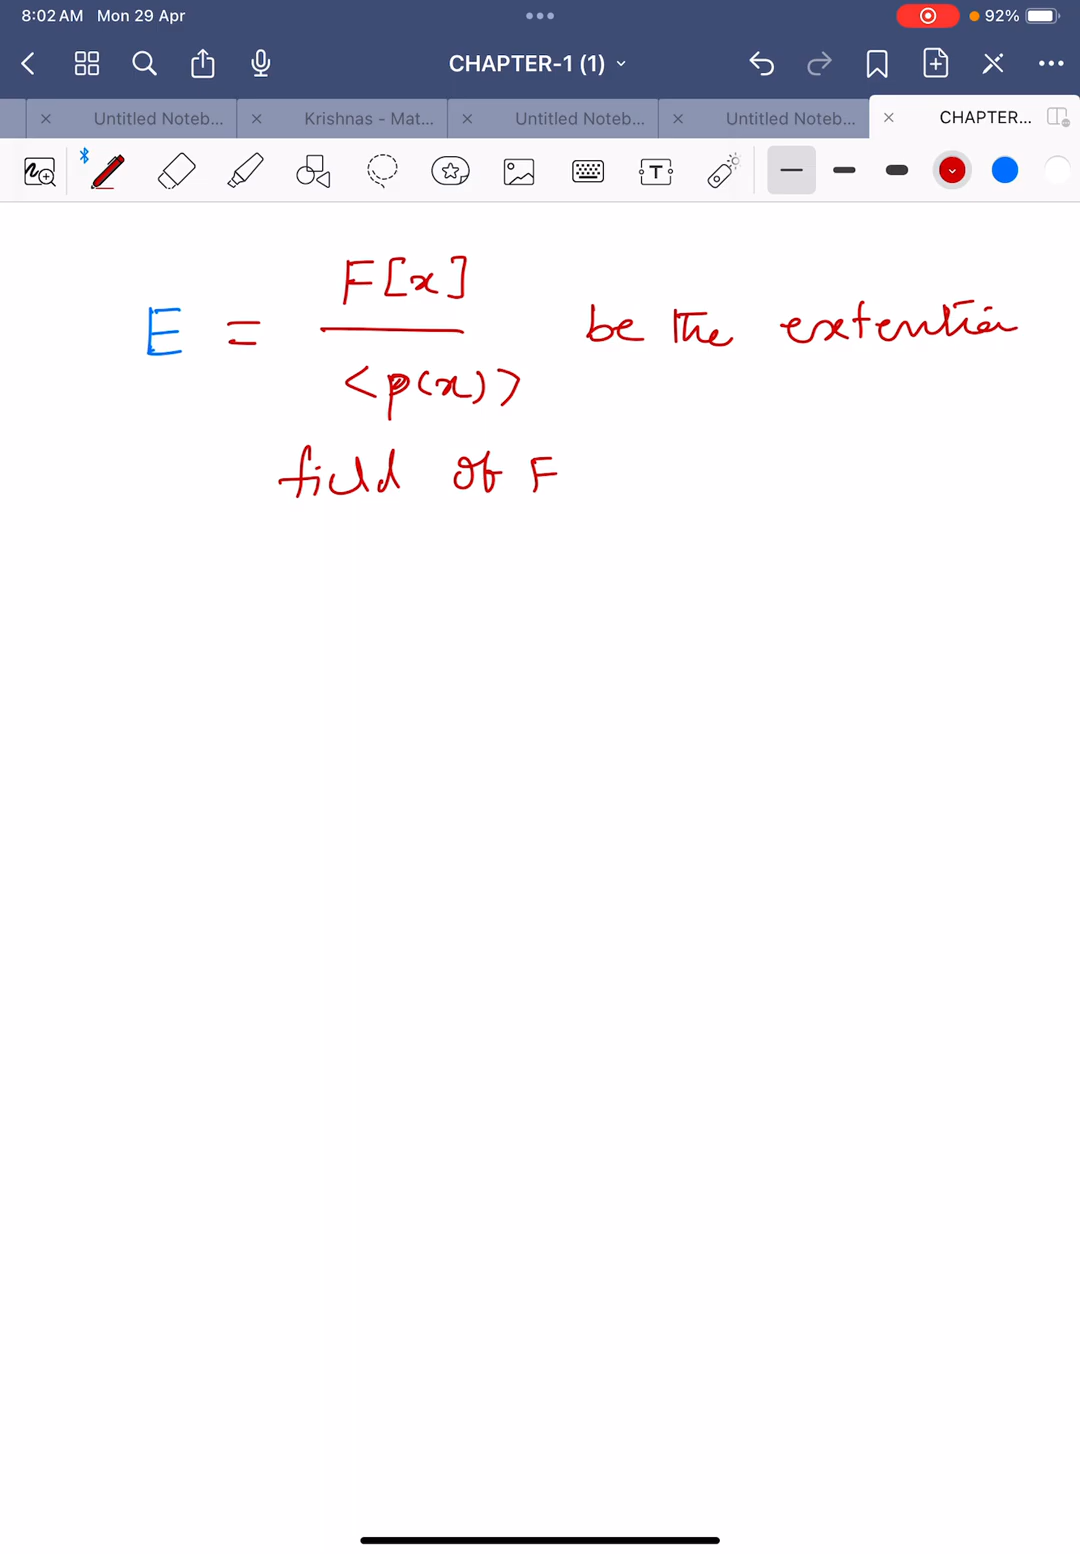 8:02 AM Mon 29 Apr 92%
CHAPTER-1 (1)
Untitled Noteb... Krishnas - Mat... Untitled Noteb... Untitled Noteb... CHAPTER...
T
F[x]
E = be the extention
<p(x)>
field of F